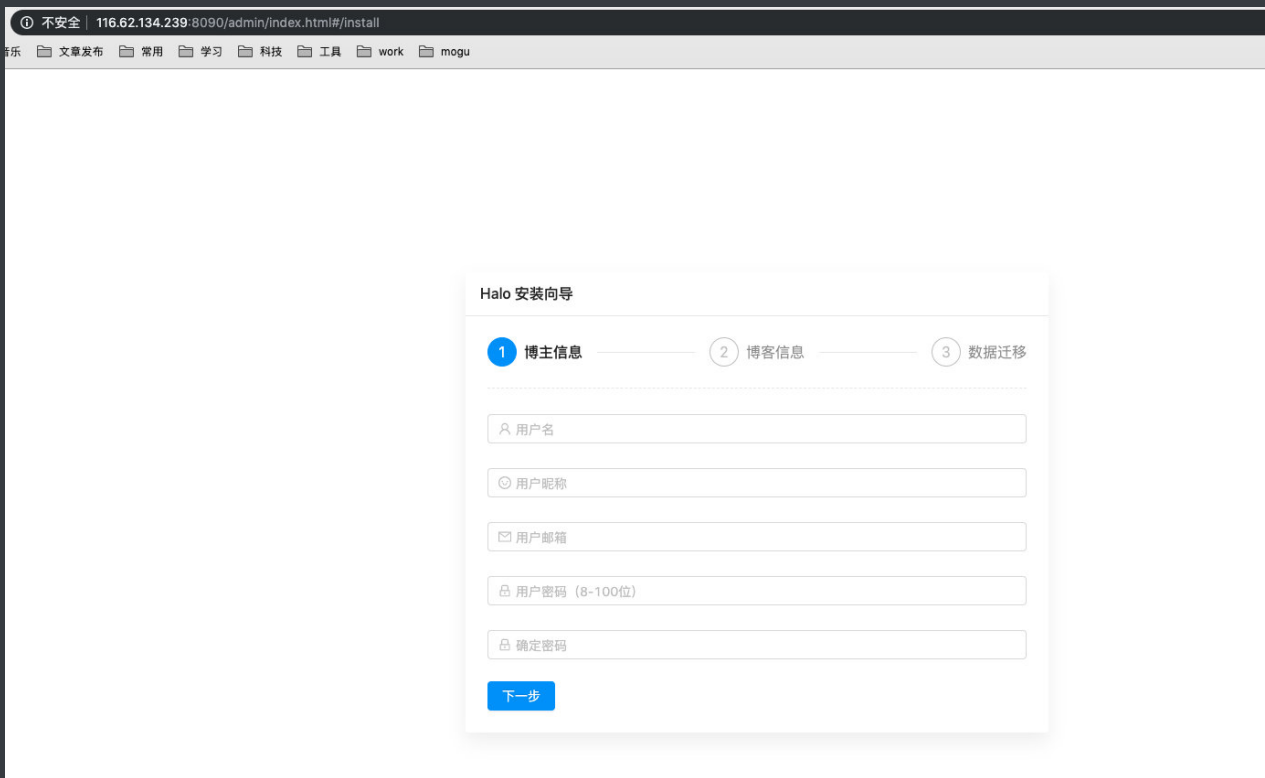 不安全 | 116.62.134.239:8090/admin/index.html#/install
音乐 文章发布 常用 学习 科技 工具 work mogu
Halo 安装向导
1 博主信息 2 博客信息 3 数据迁移
用户名
用户昵称
用户邮箱
用户密码（8-100位）
确定密码
下一步